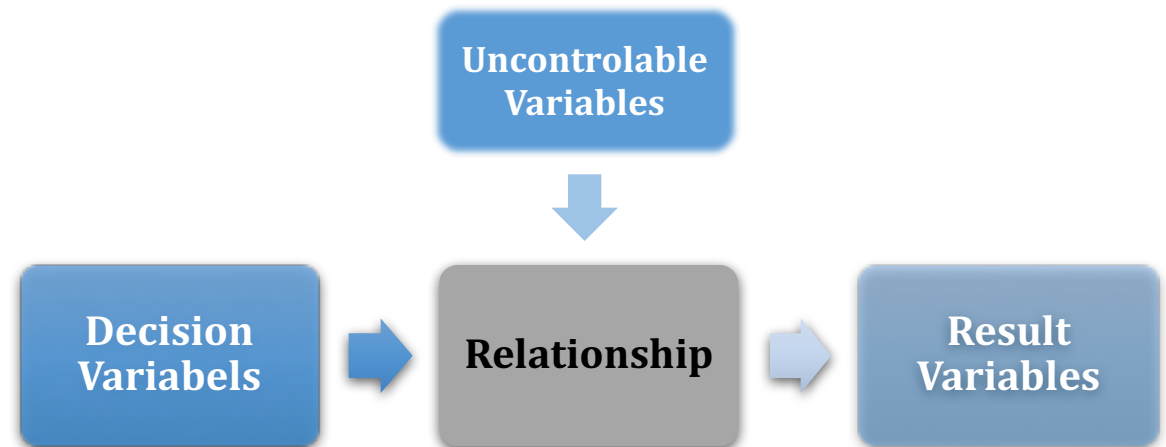 Uncontrolable
Variables
Decision
Variabels
Relationship
Result
Variables